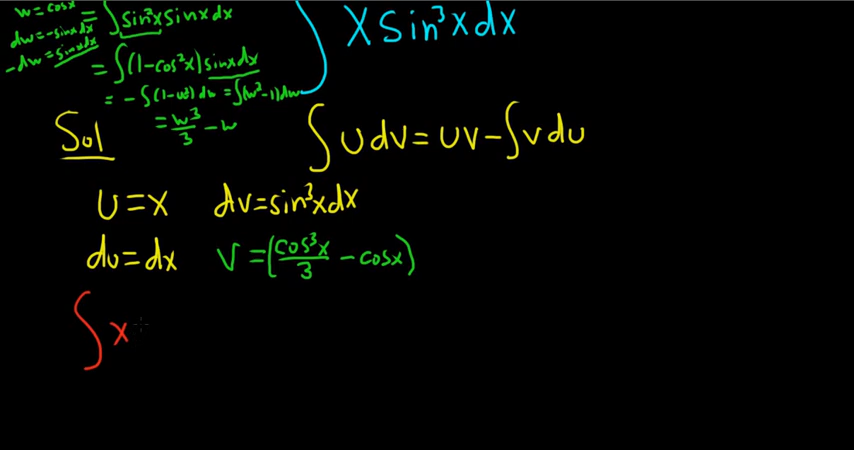 w = cosx = ∫ sin²x sinx dx
dw = -sinx dx
-dw = sinx dx
= ∫ (1-cos²x) sinx dx
= -∫ (1-w²) dw = ∫ (w²-1) dw
= w³/3 - w
∫ x sin³x dx
Sol ∫ u dv = uv - ∫ v du
u = x dv = sin³x dx
du = dx v = (cos³x/3 - cosx)
∫ x